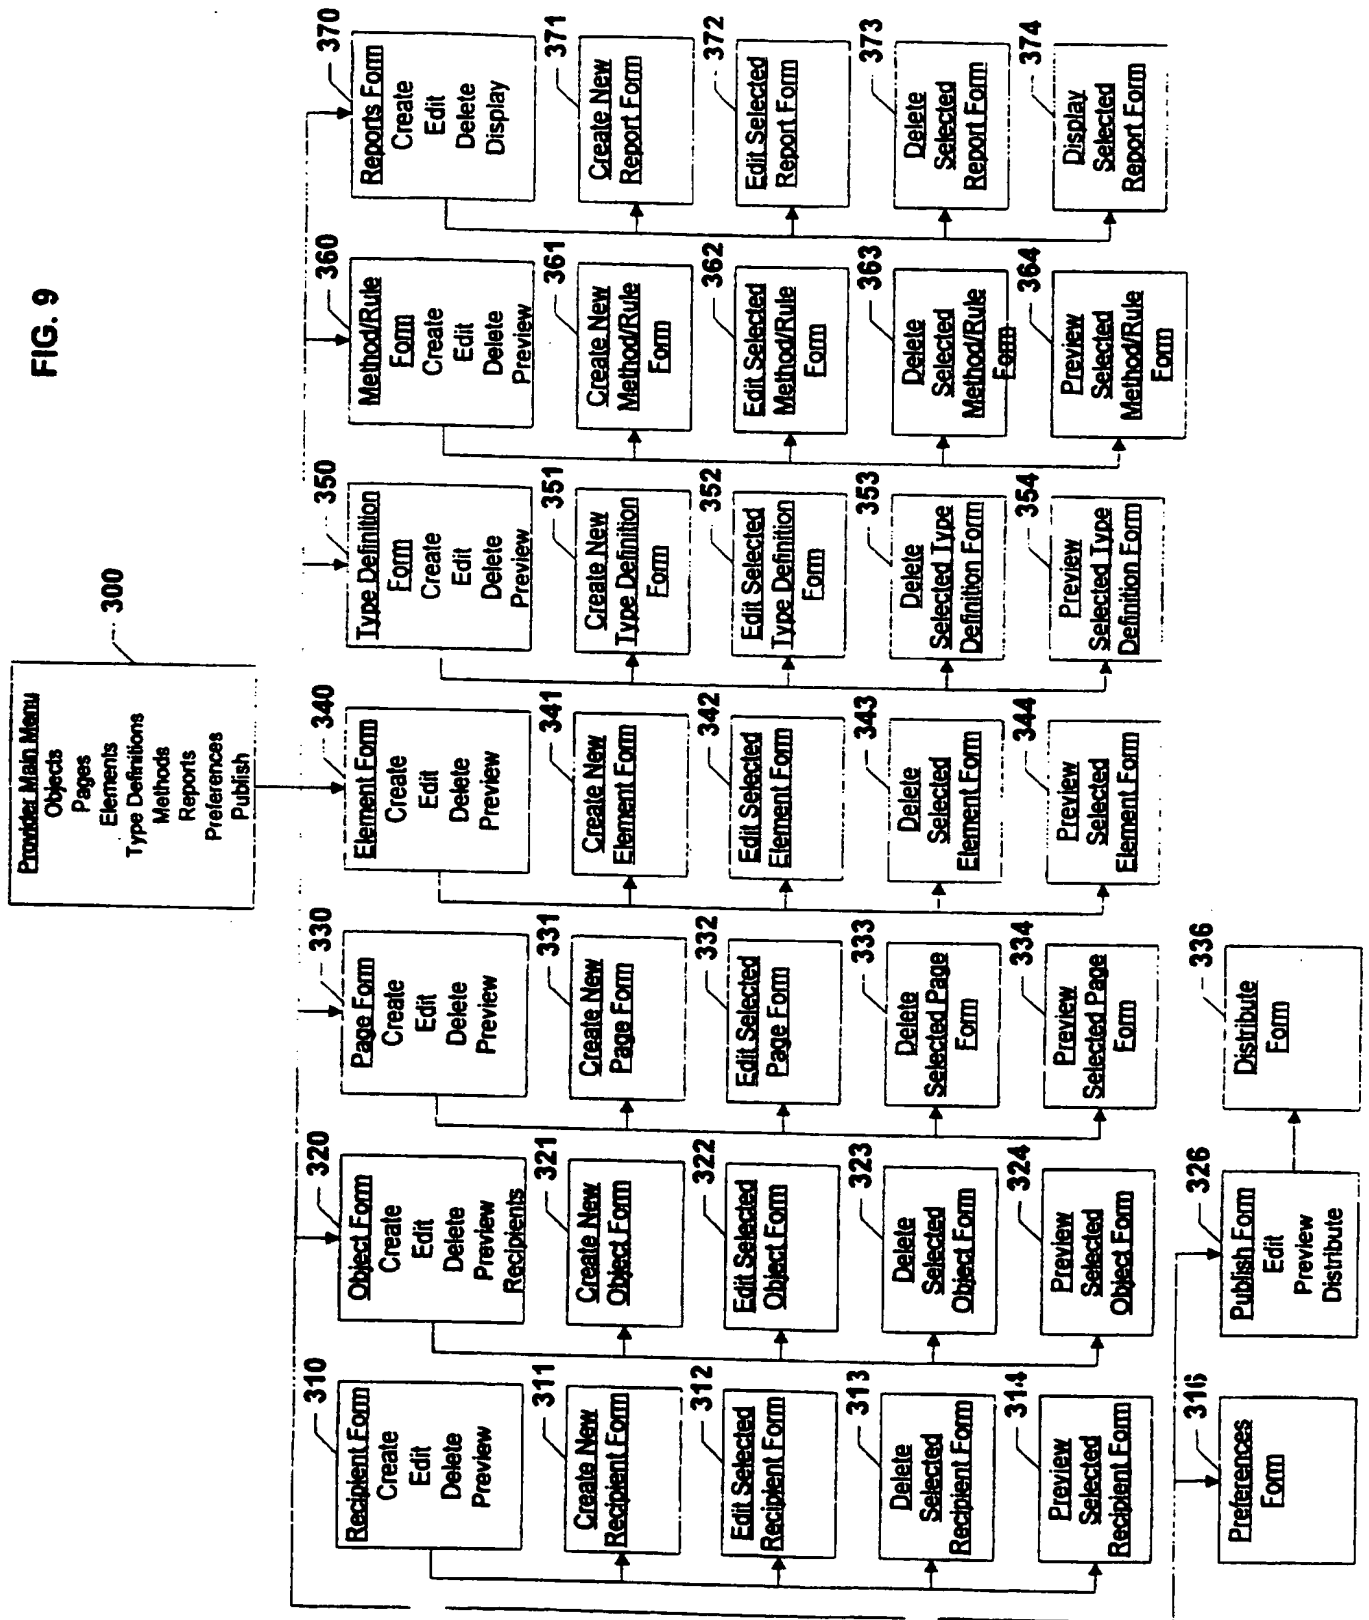 FIG. 9
300
Provider Main Menu
Objects
Pages
Elements
Type Definitions
Methods
Reports
Preferences
Publish
310
Recipient Form
Create
Edit
Delete
Preview
320
Object Form
Create
Edit
Delete
Preview
Recipients
330
Page Form
Create
Edit
Delete
Preview
340
Element Form
Create
Edit
Delete
Preview
350
Type Definition
Form
Create
Edit
Delete
Preview
360
Method/Rule
Form
Create
Edit
Delete
Preview
370
Reports Form
Create
Edit
Delete
Display
311
Create New
Recipient Form
321
Create New
Object Form
331
Create New
Page Form
341
Create New
Element Form
351
Create New
Type Definition
Form
361
Create New
Method/Rule
Form
371
Create New
Report Form
312
Edit Selected
Recipient Form
322
Edit Selected
Object Form
332
Edit Selected
Page Form
342
Edit Selected
Element Form
352
Edit Selected
Type Definition
Form
362
Edit Selected
Method/Rule
Form
372
Edit Selected
Report Form
313
Delete
Selected
Recipient Form
323
Delete
Selected
Object Form
333
Delete
Selected Page
Form
343
Delete
Selected
Element Form
353
Delete
Selected Type
Definition Form
363
Delete
Selected
Method/Rule
Form
373
Delete
Selected
Report Form
314
Preview
Selected
Recipient Form
324
Preview
Selected
Object Form
334
Preview
Selected Page
Form
344
Preview
Selected
Element Form
354
Preview
Selected Type
Definition Form
364
Preview
Selected
Method/Rule
Form
374
Display
Selected
Report Form
316
Preferences
Form
326
Publish Form
Edit
Preview
Distribute
336
Distribute
Form